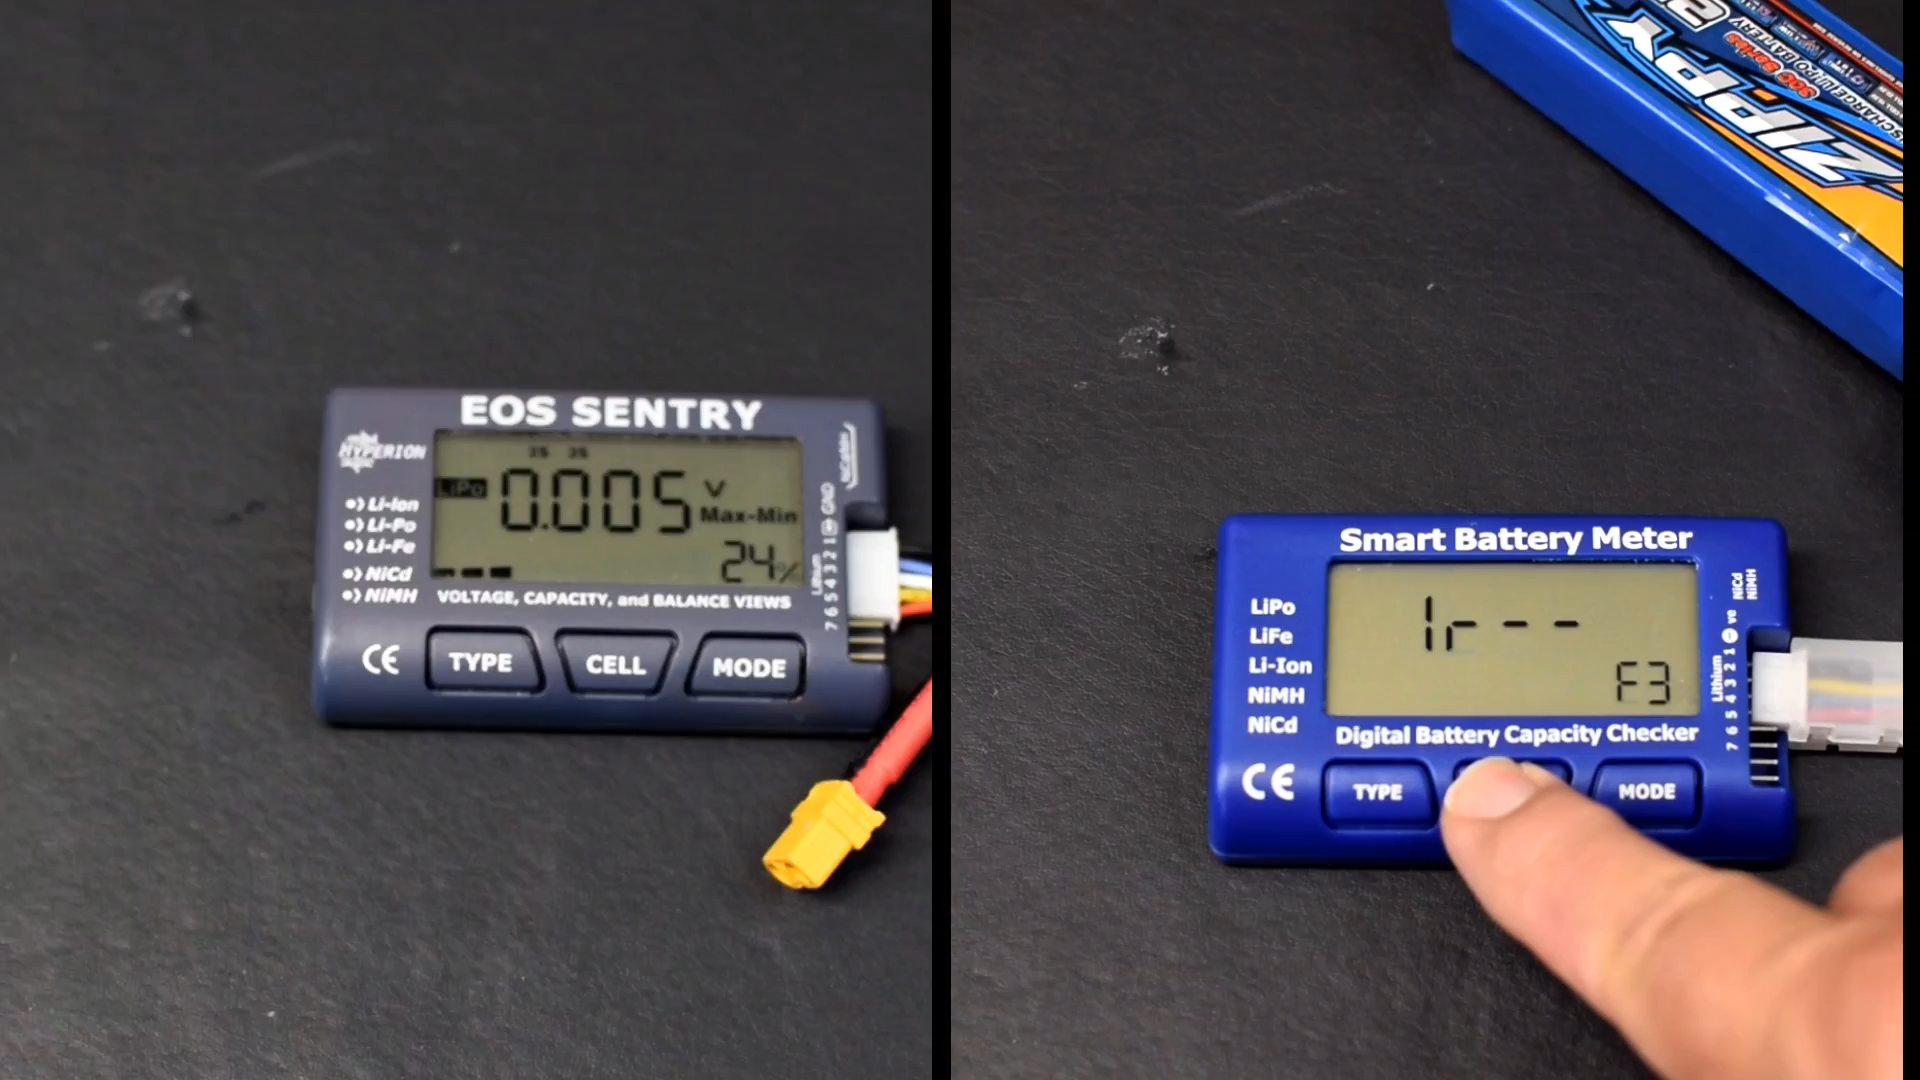 EOS SENTRY
HYPERION
LiPo
0.005 V
Max-Min
24%
Li-Ion
Li-Po
Li-Fe
NiCd
NiMH
VOLTAGE, CAPACITY, and BALANCE VIEWS
Lithium
7 6 5 4 3 2 1
GND
CE
TYPE
CELL
MODE
ZIPPY
Smart Battery Meter
Ir---
F3
LiPo
LiFe
Li-Ion
NiMH
NiCd
Digital Battery Capacity Checker
NiCd
NiMH
Lithium
7 6 5 4 3 2 1 - ve
CE
TYPE
MODE